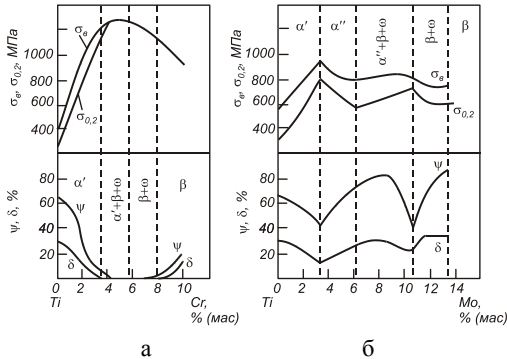 σв, σ0,2, МПа
1000
800
600
400
σв
σ0,2
ψ, δ, %
80
60
40
20
α′
ψ
δ
α′+β+ω
β+ω
β
ψ
δ
0 2 4 6 8 10
Ti Cr,
% (мас)
а
σв, σ0,2, МПа
1000
800
600
400
α′ α′′ α′′+β+ω β+ω β
σв
σ0,2
ψ, δ, %
80
60
40
20
ψ
δ
0 2 4 6 8 10 12 14
Ti Mo,
% (мас)
б